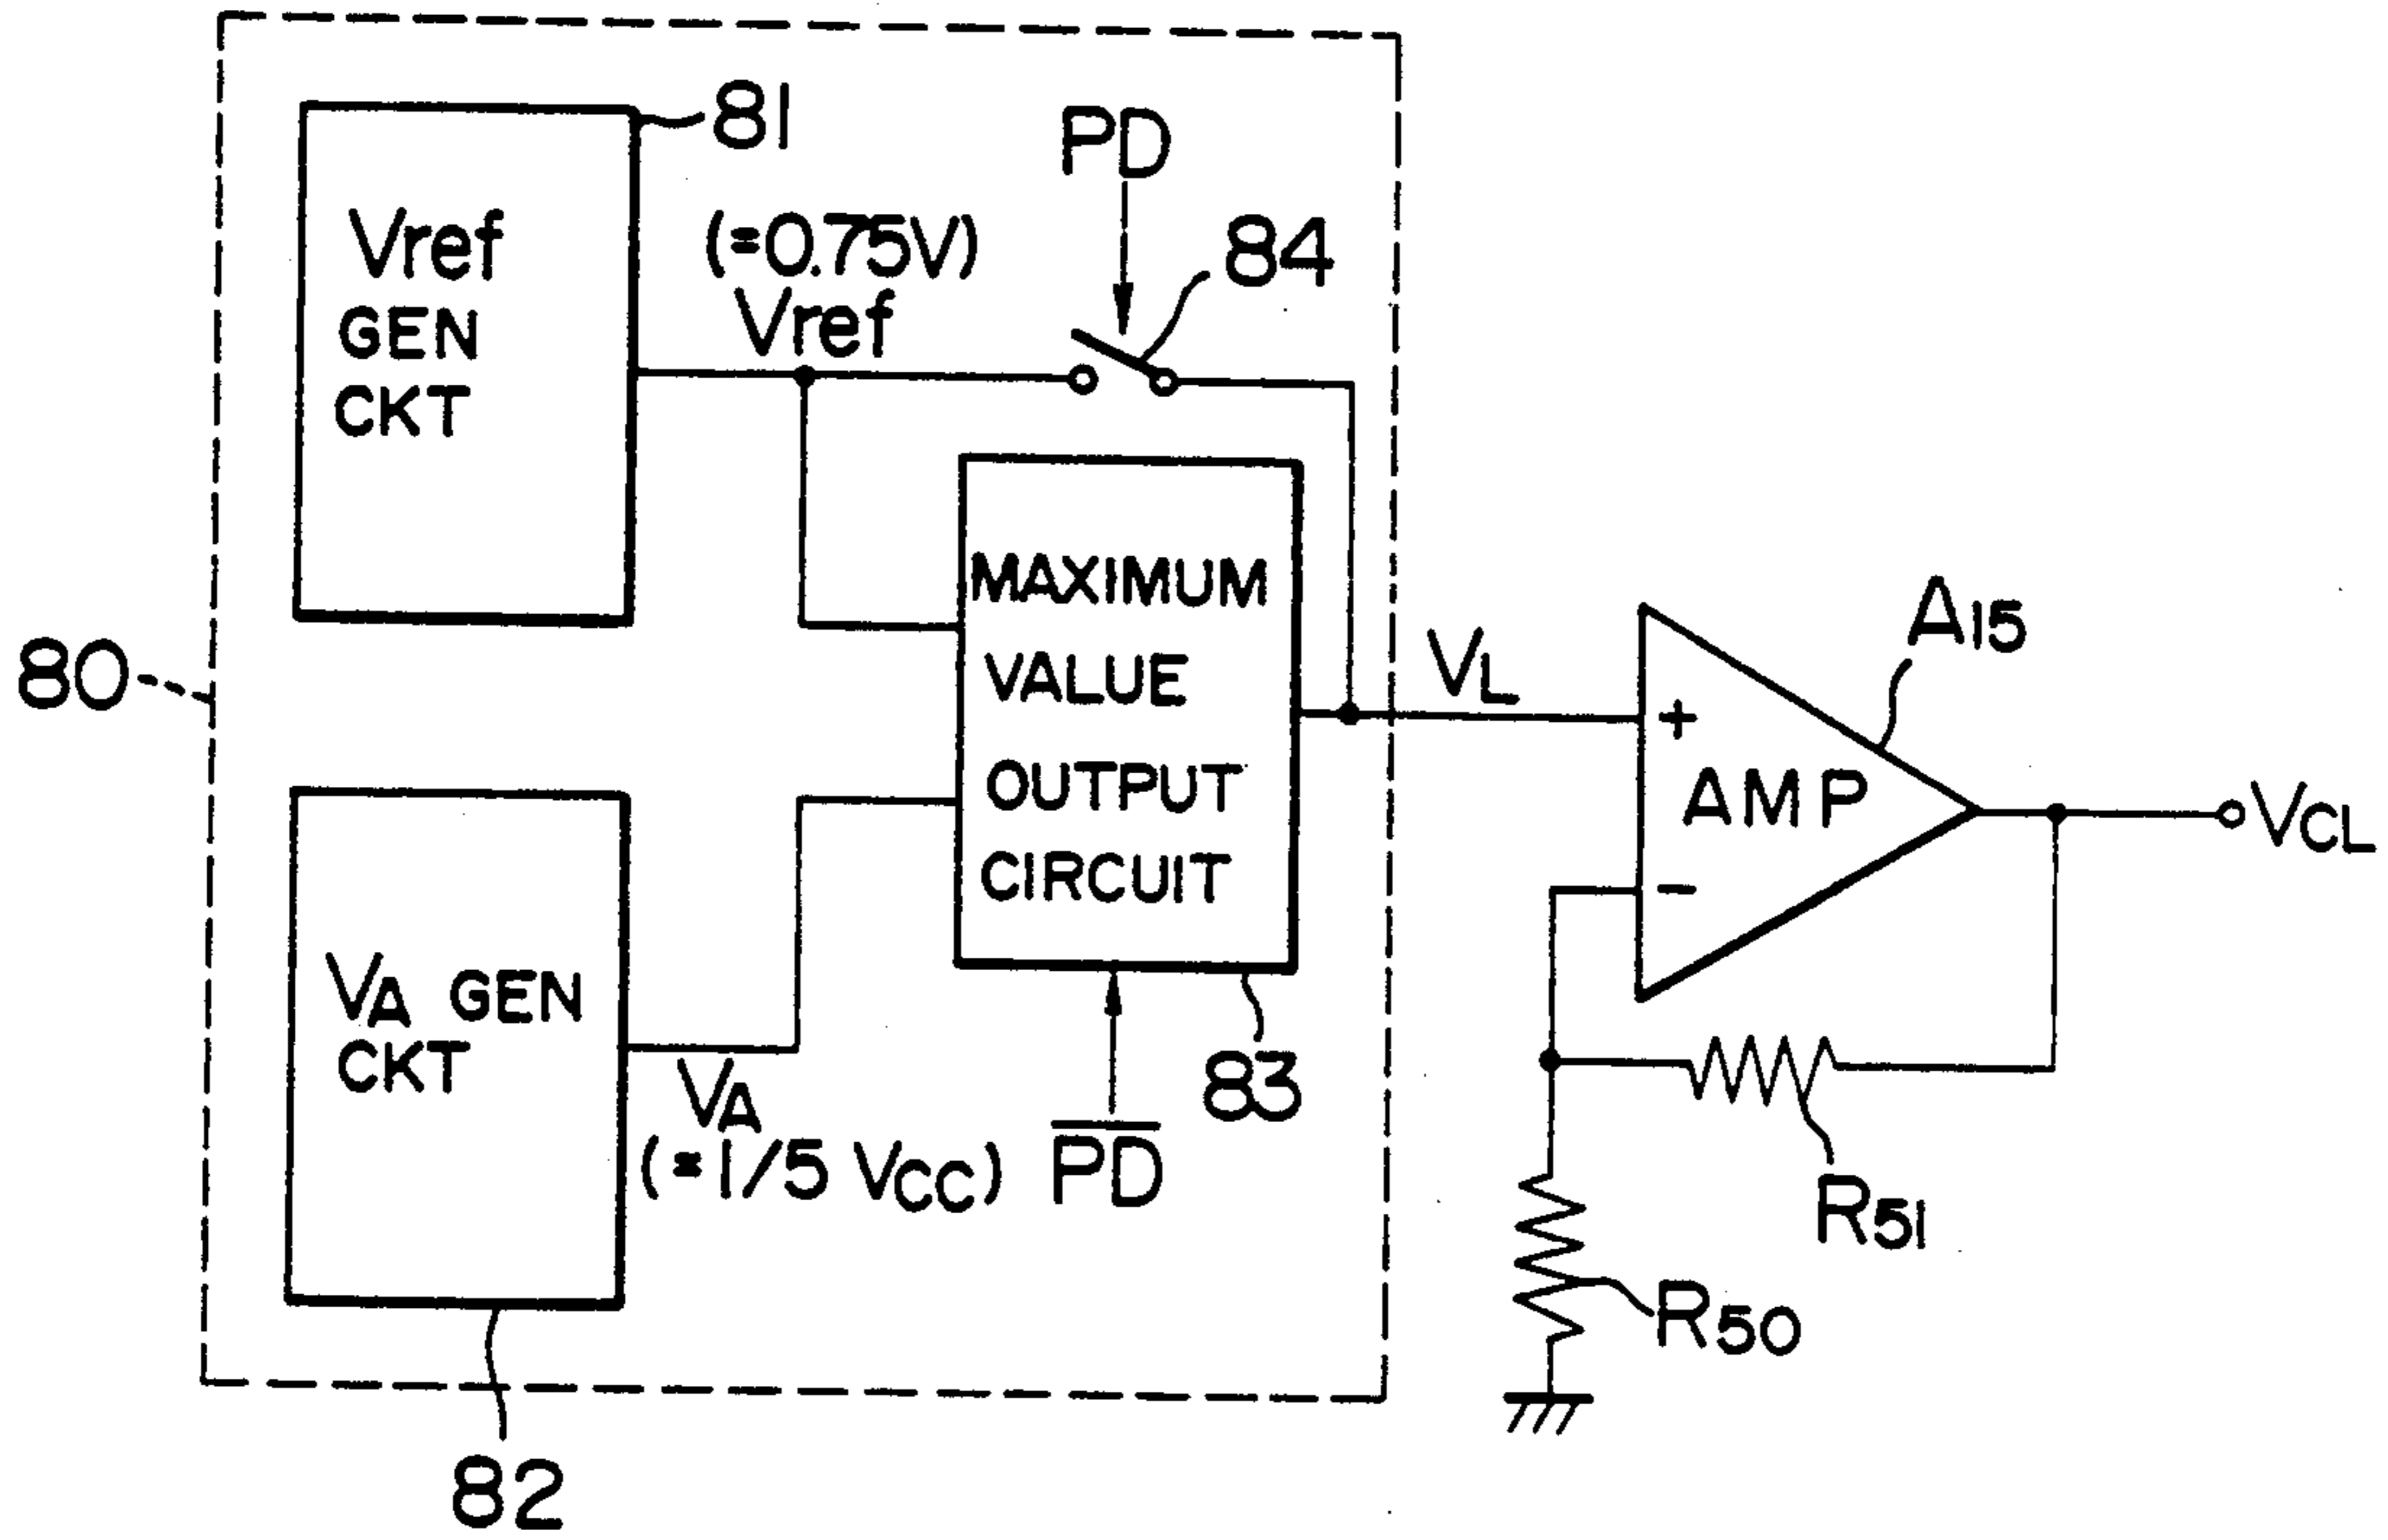 81
Vref
GEN
CKT
(=0.75V)
Vref
PD
84
80
MAXIMUM
VALUE
OUTPUT
CIRCUIT
VL
A15
+
AMP
−
VCL
VA GEN
CKT
VA
(=1/5 VCC)
PD
83
R51
R50
82